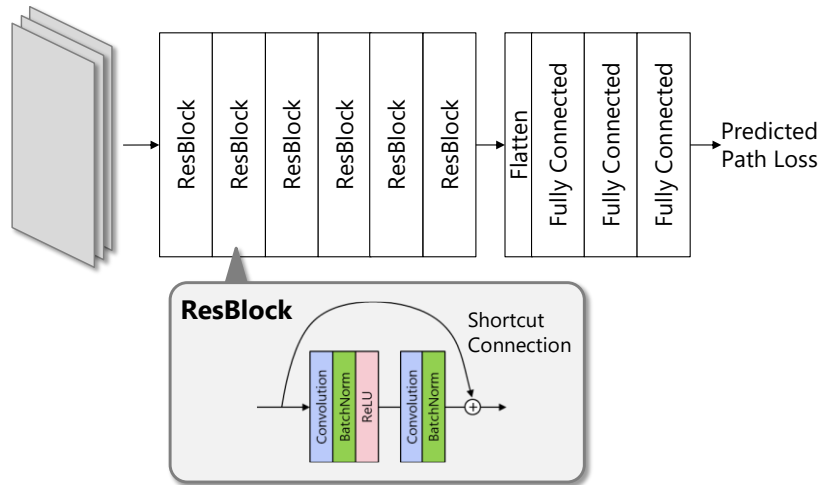 ResBlock
ResBlock
ResBlock
ResBlock
ResBlock
ResBlock
Flatten
Fully Connected
Fully Connected
Fully Connected
Predicted
Path Loss
ResBlock
Shortcut
Connection
Convolution
BatchNorm
ReLU
Convolution
BatchNorm
+